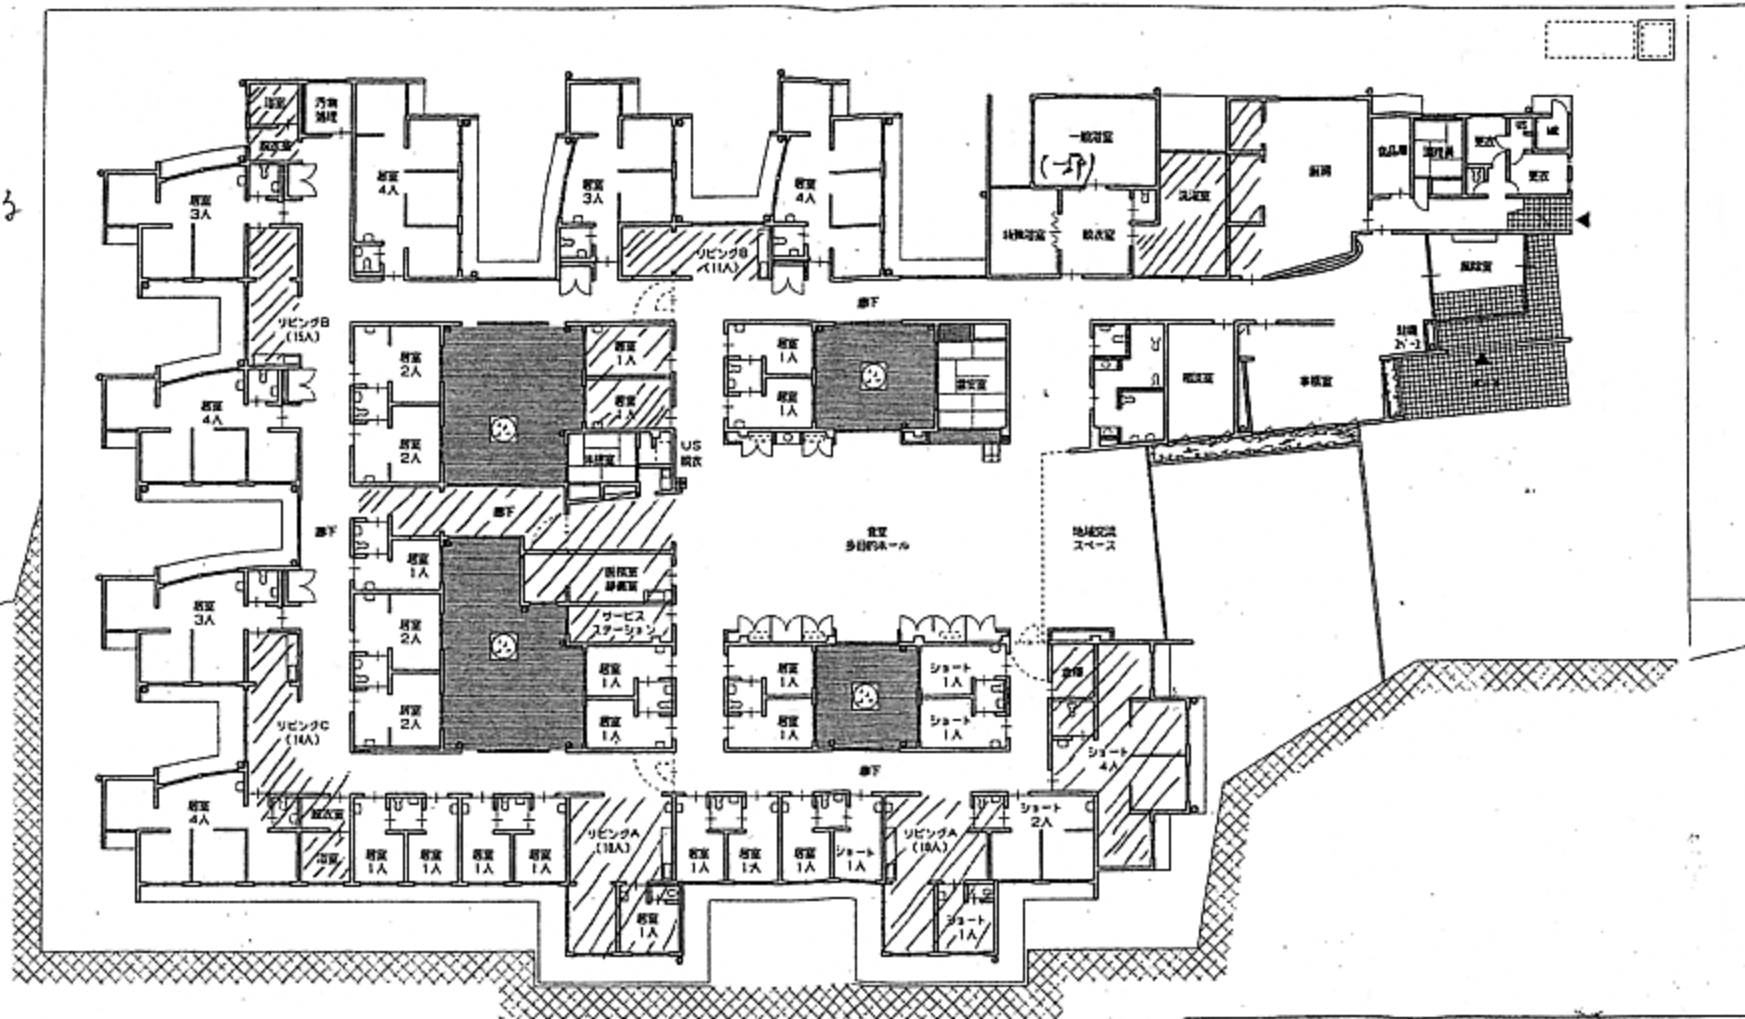 浴室
汚物
処理
脱衣室
居室
3人
居室
4人
居室
3人
居室
4人
リビングB
(11人)
一般浴室
特殊浴室
脱衣室
洗濯室
厨房
食品庫
更衣
更衣
風除室
廊下
リビングB
(15人)
居室
2人
居室
2人
居室
1人
居室
1人
居室
1人
居室
1人
霊安室
相談室
事務室
居室
4人
廊下
廊下
居室
1人
食堂
多目的ホール
地域交流
スペース
居室
3人
居室
2人
医務室
静養室
サービス
ステーション
居室
1人
居室
1人
居室
2人
居室
1人
居室
1人
ショート
1人
ショート
1人
倉庫
ショート
4人
リビングC
(14人)
廊下
居室
4人
脱衣室
浴室
居室
1人
居室
1人
居室
1人
居室
1人
リビングA
(10人)
居室
1人
居室
1人
居室
1人
ショート
1人
リビングA
(10人)
ショート
2人
居室
1人
ショート
1人